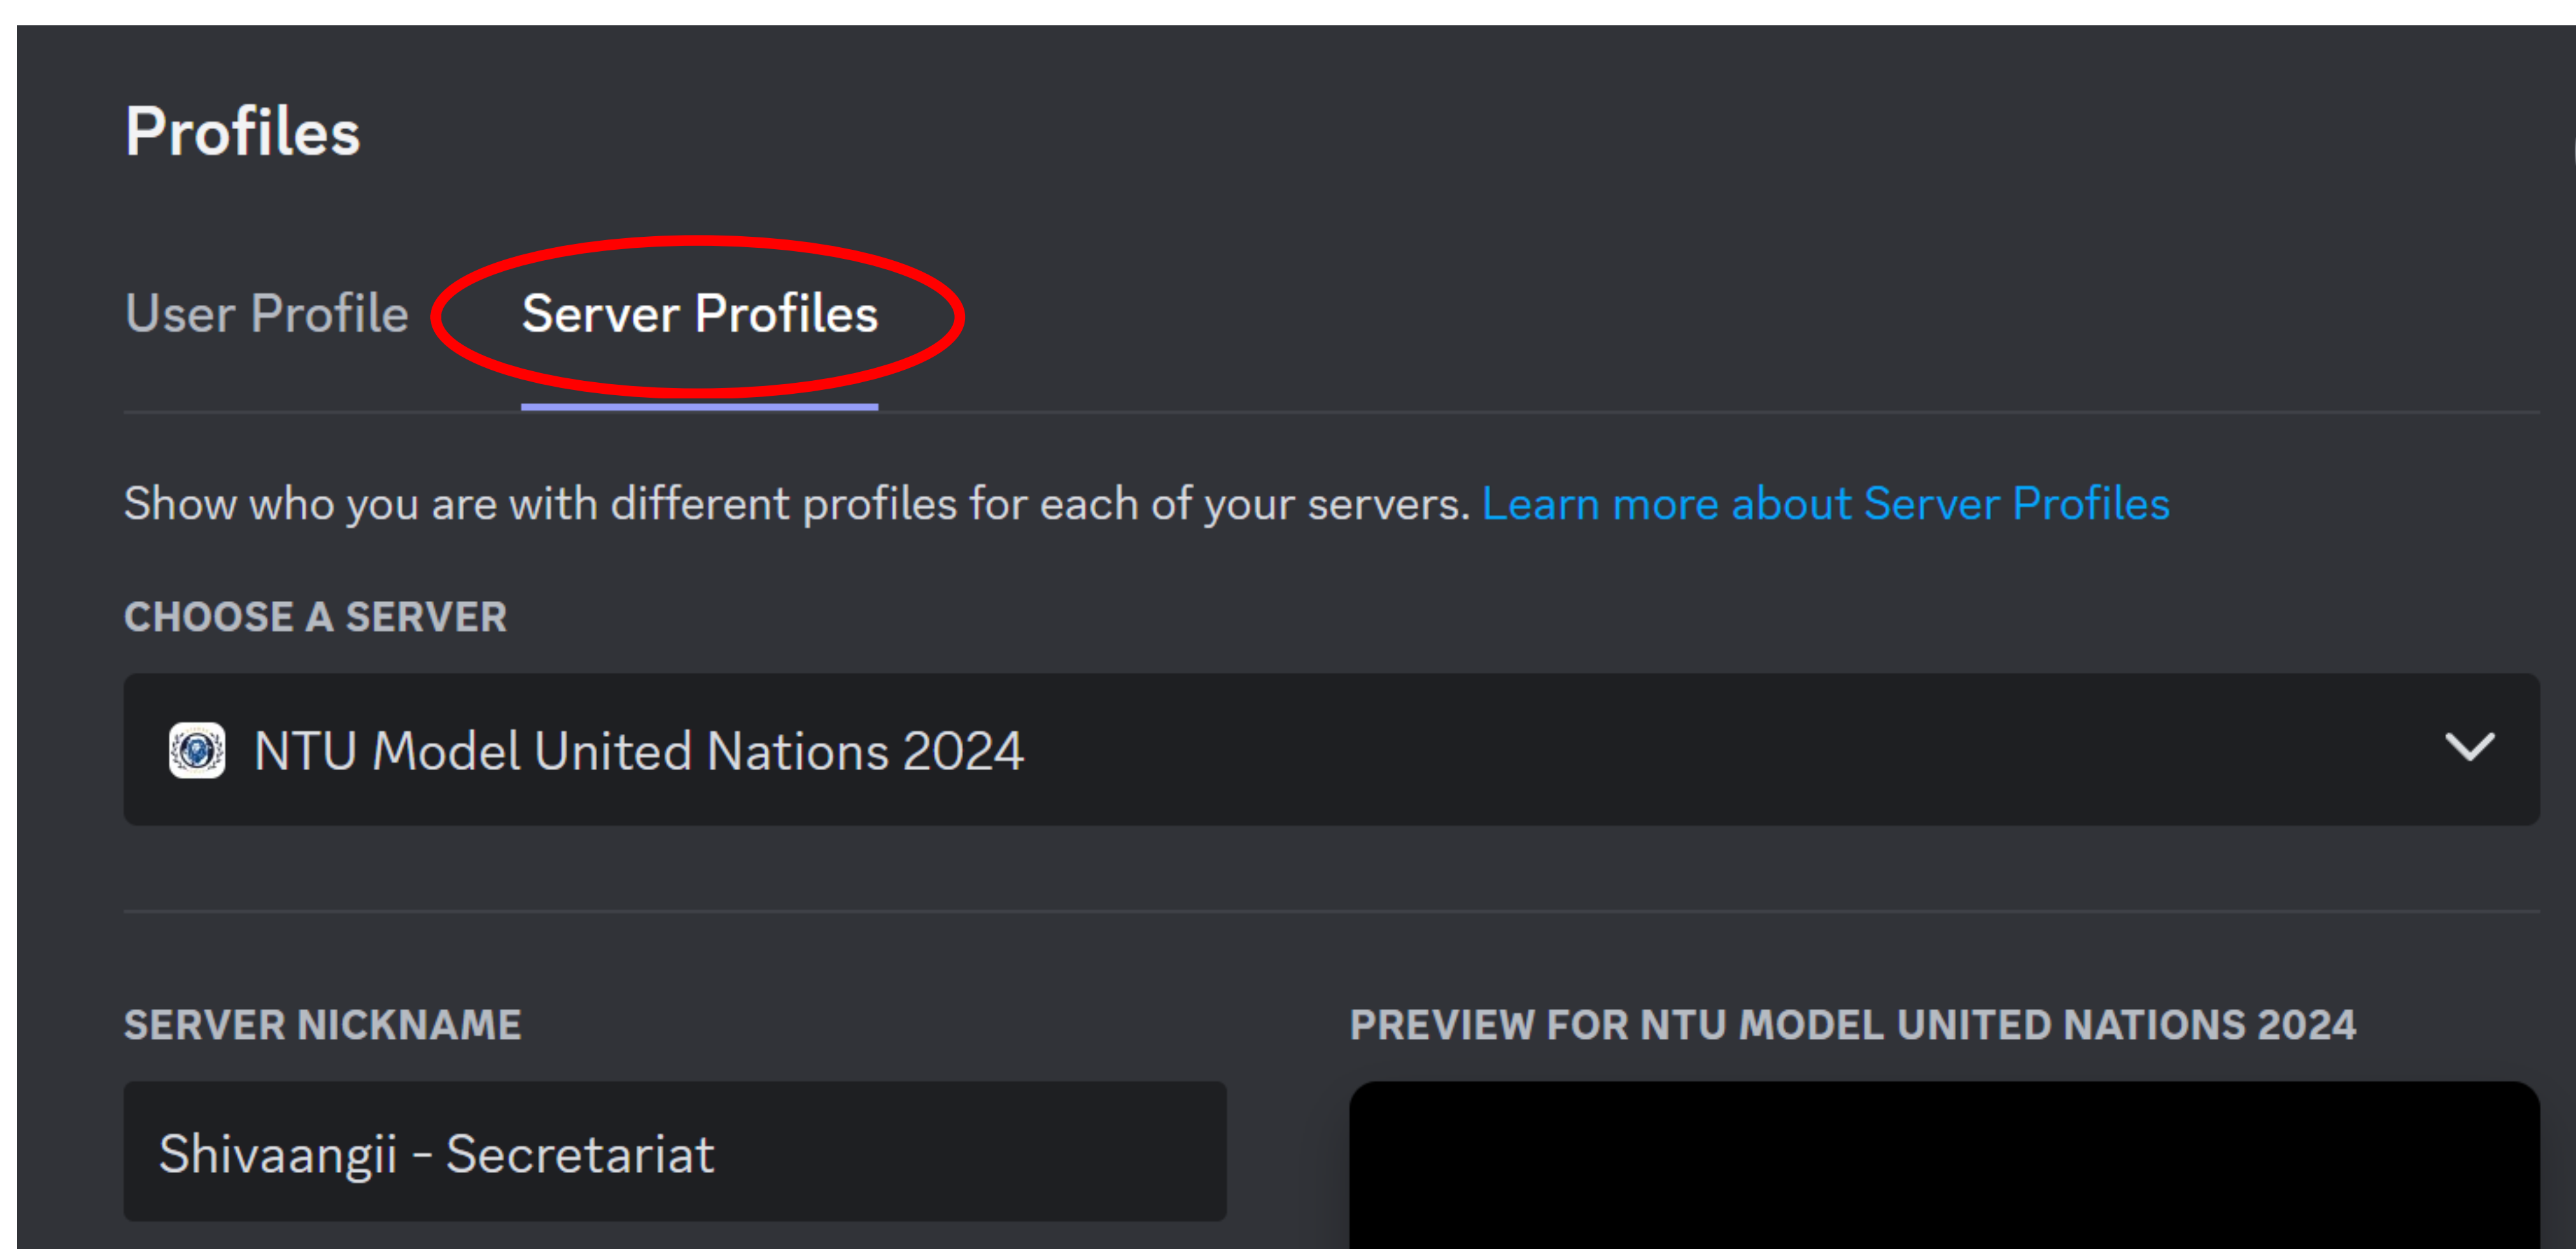 Profiles
User Profile Server Profiles
Show who you are with different profiles for each of your servers. Learn more about Server Profiles
CHOOSE A SERVER
NTU Model United Nations 2024
SERVER NICKNAME
PREVIEW FOR NTU MODEL UNITED NATIONS 2024
Shivaangii - Secretariat